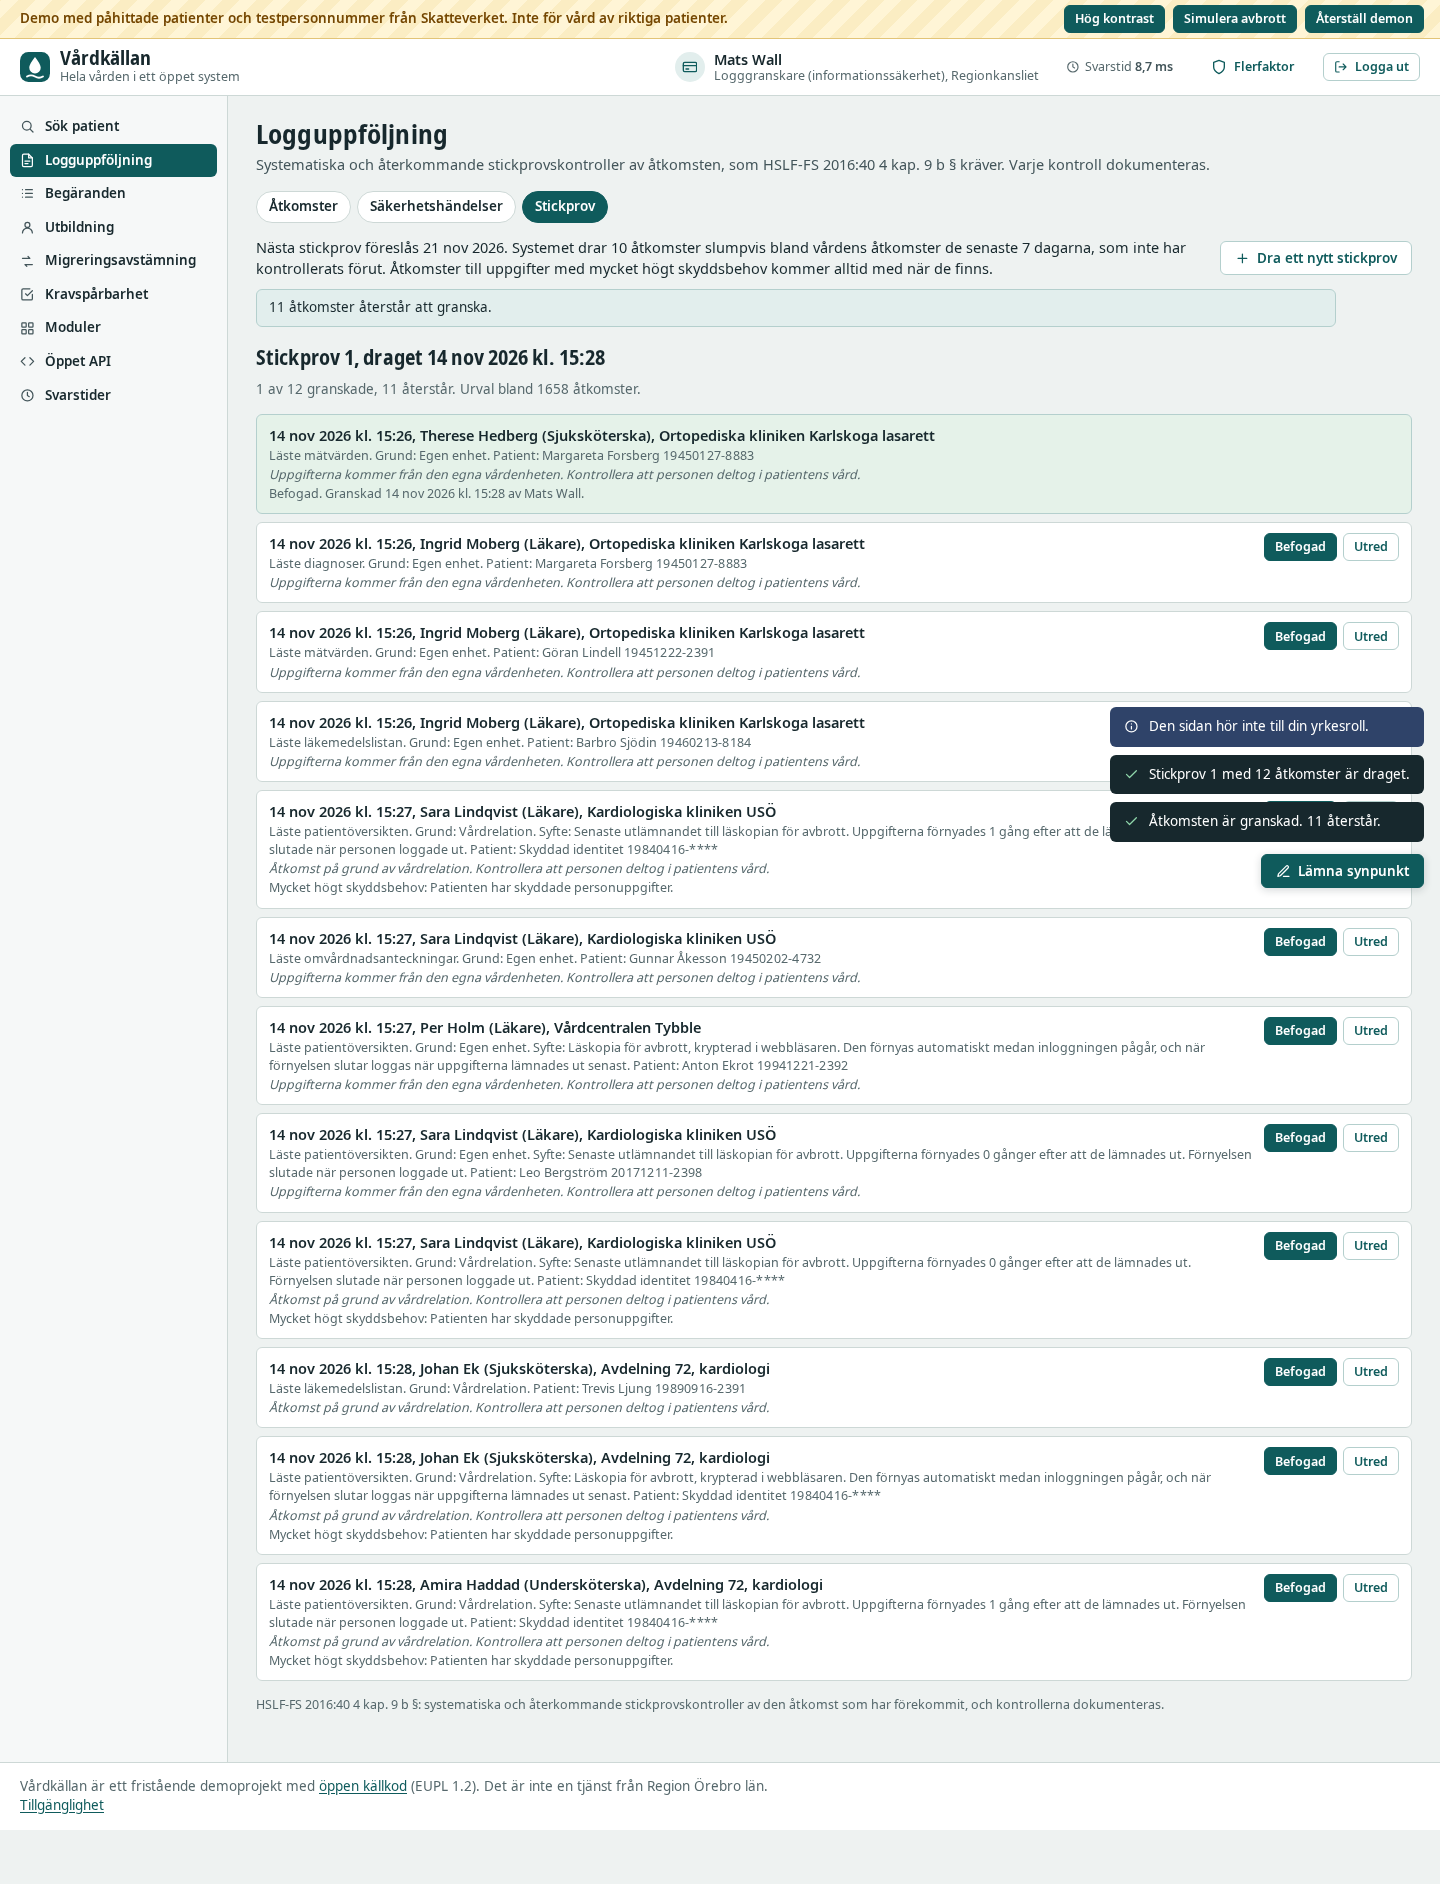 Demo med påhittade patienter och testpersonnummer från Skatteverket. Inte för vård av riktiga patienter.
Hög kontrast
Simulera avbrott
Återställ demon
Vårdkällan
Hela vården i ett öppet system
Mats Wall
Logggranskare (informationssäkerhet), Regionkansliet
Svarstid 8,7 ms
Flerfaktor
Logga ut
Sök patient
Logguppföljning
Begäranden
Utbildning
Migreringsavstämning
Kravspårbarhet
Moduler
Öppet API
Svarstider
Logguppföljning
Systematiska och återkommande stickprovskontroller av åtkomsten, som HSLF-FS 2016:40 4 kap. 9 b § kräver. Varje kontroll dokumenteras.
Åtkomster
Säkerhetshändelser
Stickprov
Nästa stickprov föreslås 21 nov 2026. Systemet drar 10 åtkomster slumpvis bland vårdens åtkomster de senaste 7 dagarna, som inte har
kontrollerats förut. Åtkomster till uppgifter med mycket högt skyddsbehov kommer alltid med när de finns.
Dra ett nytt stickprov
11 åtkomster återstår att granska.
Stickprov 1, draget 14 nov 2026 kl. 15:28
1 av 12 granskade, 11 återstår. Urval bland 1658 åtkomster.
14 nov 2026 kl. 15:26, Therese Hedberg (Sjuksköterska), Ortopediska kliniken Karlskoga lasarett
Läste mätvärden. Grund: Egen enhet. Patient: Margareta Forsberg 19450127-8883
Uppgifterna kommer från den egna vårdenheten. Kontrollera att personen deltog i patientens vård.
Befogad. Granskad 14 nov 2026 kl. 15:28 av Mats Wall.
14 nov 2026 kl. 15:26, Ingrid Moberg (Läkare), Ortopediska kliniken Karlskoga lasarett
Befogad
Utred
Läste diagnoser. Grund: Egen enhet. Patient: Margareta Forsberg 19450127-8883
Uppgifterna kommer från den egna vårdenheten. Kontrollera att personen deltog i patientens vård.
14 nov 2026 kl. 15:26, Ingrid Moberg (Läkare), Ortopediska kliniken Karlskoga lasarett
Befogad
Utred
Läste mätvärden. Grund: Egen enhet. Patient: Göran Lindell 19451222-2391
Uppgifterna kommer från den egna vårdenheten. Kontrollera att personen deltog i patientens vård.
14 nov 2026 kl. 15:26, Ingrid Moberg (Läkare), Ortopediska kliniken Karlskoga lasarett
Läste läkemedelslistan. Grund: Egen enhet. Patient: Barbro Sjödin 19460213-8184
Uppgifterna kommer från den egna vårdenheten. Kontrollera att personen deltog i patientens vård.
Den sidan hör inte till din yrkesroll.
Stickprov 1 med 12 åtkomster är draget.
Åtkomsten är granskad. 11 återstår.
Lämna synpunkt
14 nov 2026 kl. 15:27, Sara Lindqvist (Läkare), Kardiologiska kliniken USÖ
Läste patientöversikten. Grund: Vårdrelation. Syfte: Senaste utlämnandet till läskopian för avbrott. Uppgifterna förnyades 1 gång efter att de
slutade när personen loggade ut. Patient: Skyddad identitet 19840416-****
Åtkomst på grund av vårdrelation. Kontrollera att personen deltog i patientens vård.
Mycket högt skyddsbehov: Patienten har skyddade personuppgifter.
14 nov 2026 kl. 15:27, Sara Lindqvist (Läkare), Kardiologiska kliniken USÖ
Befogad
Utred
Läste omvårdnadsanteckningar. Grund: Egen enhet. Patient: Gunnar Åkesson 19450202-4732
Uppgifterna kommer från den egna vårdenheten. Kontrollera att personen deltog i patientens vård.
14 nov 2026 kl. 15:27, Per Holm (Läkare), Vårdcentralen Tybble
Befogad
Utred
Läste patientöversikten. Grund: Egen enhet. Syfte: Läskopia för avbrott, krypterad i webbläsaren. Den förnyas automatiskt medan inloggningen pågår, och när
förnyelsen slutar loggas när uppgifterna lämnades ut senast. Patient: Anton Ekrot 19941221-2392
Uppgifterna kommer från den egna vårdenheten. Kontrollera att personen deltog i patientens vård.
14 nov 2026 kl. 15:27, Sara Lindqvist (Läkare), Kardiologiska kliniken USÖ
Befogad
Utred
Läste patientöversikten. Grund: Egen enhet. Syfte: Senaste utlämnandet till läskopian för avbrott. Uppgifterna förnyades 0 gånger efter att de lämnades ut. Förnyelsen
slutade när personen loggade ut. Patient: Leo Bergström 20171211-2398
Uppgifterna kommer från den egna vårdenheten. Kontrollera att personen deltog i patientens vård.
14 nov 2026 kl. 15:27, Sara Lindqvist (Läkare), Kardiologiska kliniken USÖ
Befogad
Utred
Läste patientöversikten. Grund: Vårdrelation. Syfte: Senaste utlämnandet till läskopian för avbrott. Uppgifterna förnyades 0 gånger efter att de lämnades ut.
Förnyelsen slutade när personen loggade ut. Patient: Skyddad identitet 19840416-****
Åtkomst på grund av vårdrelation. Kontrollera att personen deltog i patientens vård.
Mycket högt skyddsbehov: Patienten har skyddade personuppgifter.
14 nov 2026 kl. 15:28, Johan Ek (Sjuksköterska), Avdelning 72, kardiologi
Befogad
Utred
Läste läkemedelslistan. Grund: Vårdrelation. Patient: Trevis Ljung 19890916-2391
Åtkomst på grund av vårdrelation. Kontrollera att personen deltog i patientens vård.
14 nov 2026 kl. 15:28, Johan Ek (Sjuksköterska), Avdelning 72, kardiologi
Befogad
Utred
Läste patientöversikten. Grund: Vårdrelation. Syfte: Läskopia för avbrott, krypterad i webbläsaren. Den förnyas automatiskt medan inloggningen pågår, och när
förnyelsen slutar loggas när uppgifterna lämnades ut senast. Patient: Skyddad identitet 19840416-****
Åtkomst på grund av vårdrelation. Kontrollera att personen deltog i patientens vård.
Mycket högt skyddsbehov: Patienten har skyddade personuppgifter.
14 nov 2026 kl. 15:28, Amira Haddad (Undersköterska), Avdelning 72, kardiologi
Befogad
Utred
Läste patientöversikten. Grund: Vårdrelation. Syfte: Senaste utlämnandet till läskopian för avbrott. Uppgifterna förnyades 1 gång efter att de lämnades ut. Förnyelsen
slutade när personen loggade ut. Patient: Skyddad identitet 19840416-****
Åtkomst på grund av vårdrelation. Kontrollera att personen deltog i patientens vård.
Mycket högt skyddsbehov: Patienten har skyddade personuppgifter.
HSLF-FS 2016:40 4 kap. 9 b §: systematiska och återkommande stickprovskontroller av den åtkomst som har förekommit, och kontrollerna dokumenteras.
Vårdkällan är ett fristående demoprojekt med öppen källkod (EUPL 1.2). Det är inte en tjänst från Region Örebro län.
Tillgänglighet